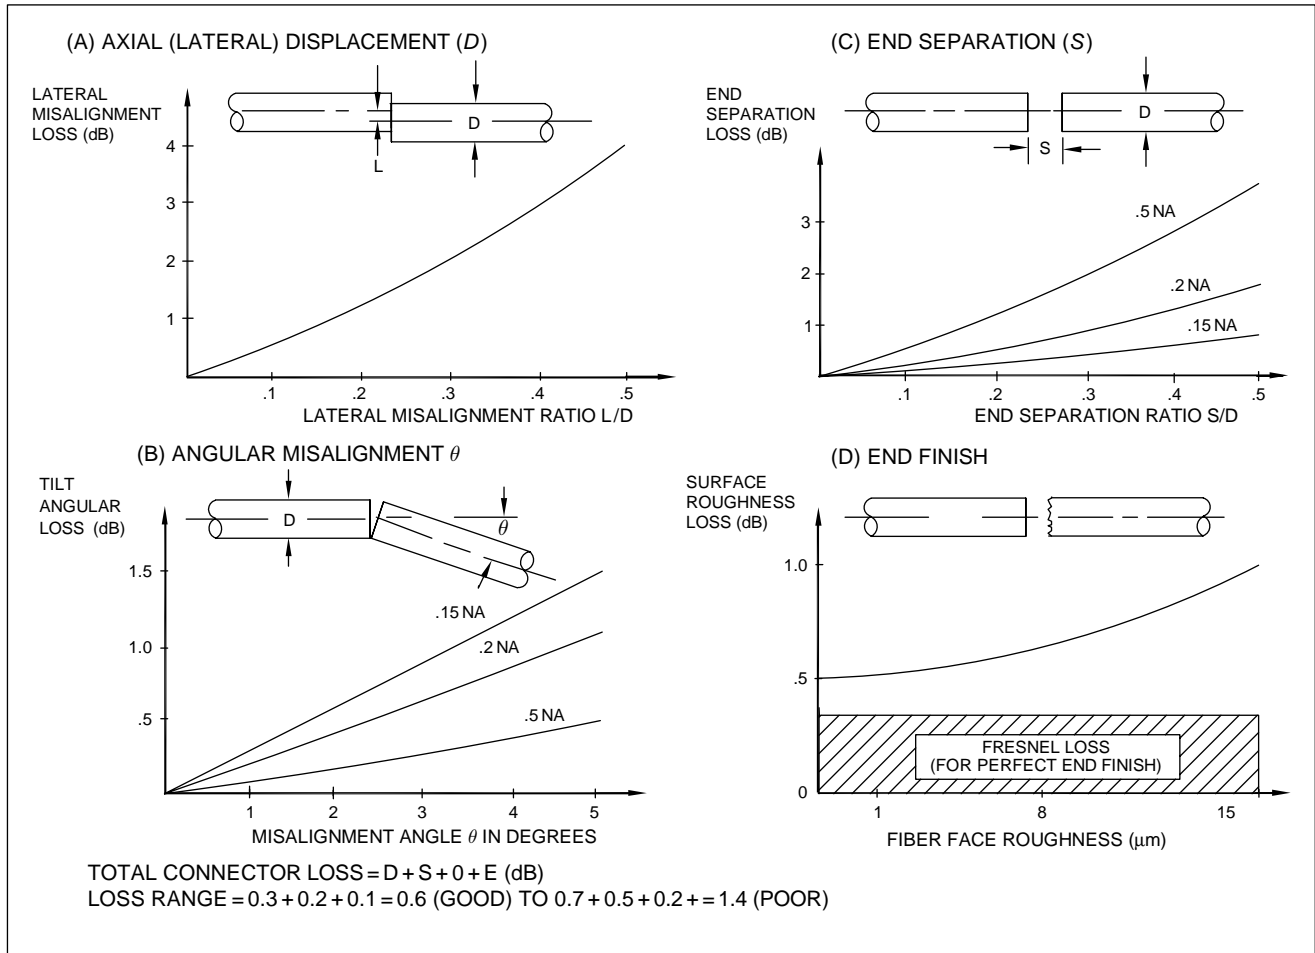 (A) AXIAL (LATERAL) DISPLACEMENT (D)
LATERAL
MISALIGNMENT
LOSS (dB)
D
L
4
3
2
1
.1 .2 .3 .4 .5
LATERAL MISALIGNMENT RATIO L/D
(C) END SEPARATION (S)
END
SEPARATION
LOSS (dB)
D
S
.5 NA
.2 NA
.15 NA
3
2
1
.1 .2 .3 .4 .5
END SEPARATION RATIO S/D
(B) ANGULAR MISALIGNMENT θ
TILT
ANGULAR
LOSS (dB)
D
θ
1.5
1.0
.5
.15 NA
.2 NA
.5 NA
1 2 3 4 5
MISALIGNMENT ANGLE θ IN DEGREES
(D) END FINISH
SURFACE
ROUGHNESS
LOSS (dB)
1.0
.5
0
FRESNEL LOSS
(FOR PERFECT END FINISH)
1 8 15
FIBER FACE ROUGHNESS (μm)
TOTAL CONNECTOR LOSS = D + S + 0 + E (dB)
LOSS RANGE = 0.3 + 0.2 + 0.1 = 0.6 (GOOD) TO 0.7 + 0.5 + 0.2 + = 1.4 (POOR)